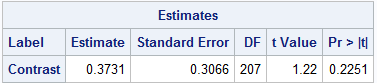 Estimates
Label Estimate Standard Error DF t Value Pr > |t|
Contrast 0.3731 0.3066 207 1.22 0.2251